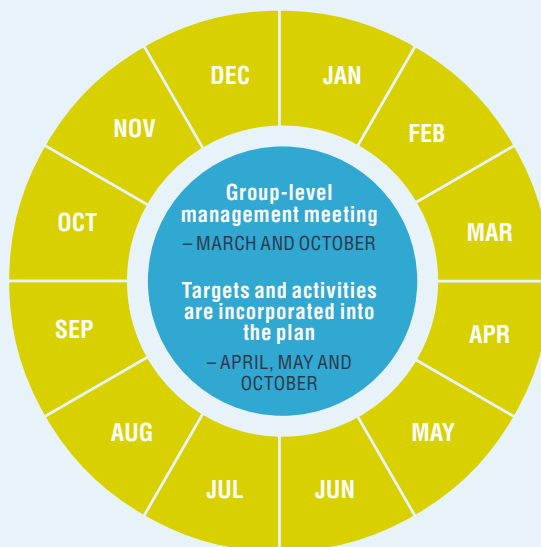 DEC
JAN
NOV
FEB
OCT
MAR
SEP
APR
AUG
MAY
JUL
JUN
Group-level
management meeting
– MARCH AND OCTOBER
Targets and activities
are incorporated into
the plan
– APRIL, MAY AND
OCTOBER